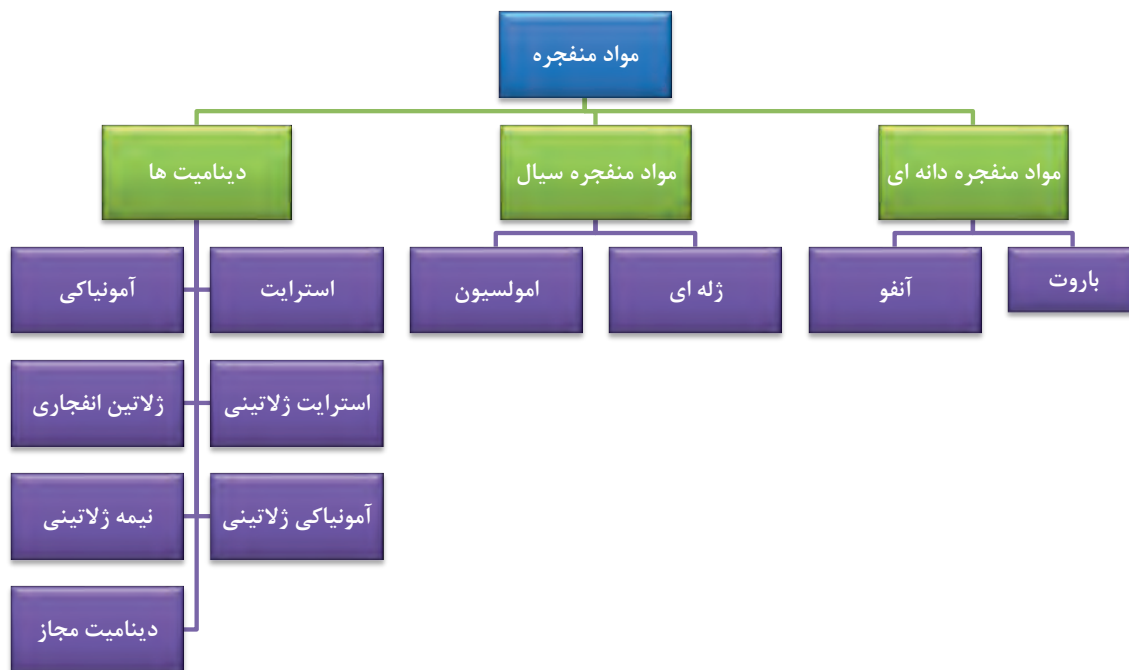 مواد منفجره
مواد منفجره دانه ای
مواد منفجره سیال
دینامیت ها
باروت
آنفو
ژله ای
امولسیون
استرایت
آمونیاکی
استرایت ژلاتینی
ژلاتین انفجاری
آمونیاکی ژلاتینی
نیمه ژلاتینی
دینامیت مجاز